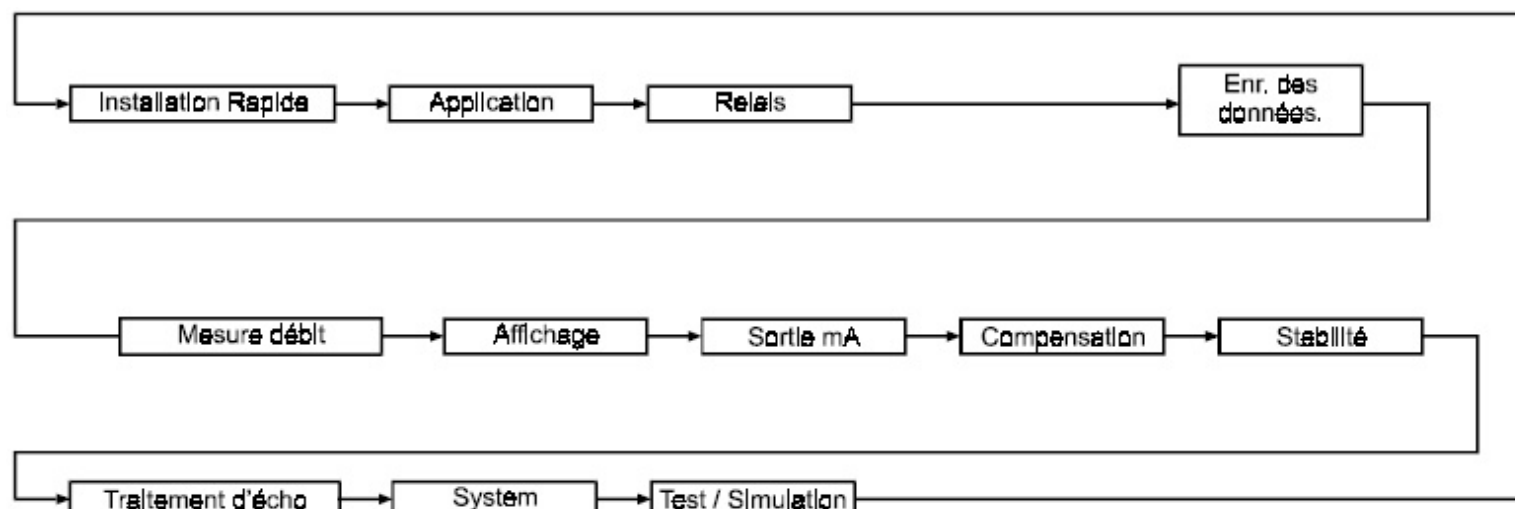 Installation Rapide
Application
Relais
Enr. des
données.
Mesure débit
Affichage
Sortie mA
Compensation
Stabilité
Traitement d'écho
System
Test / Simulation